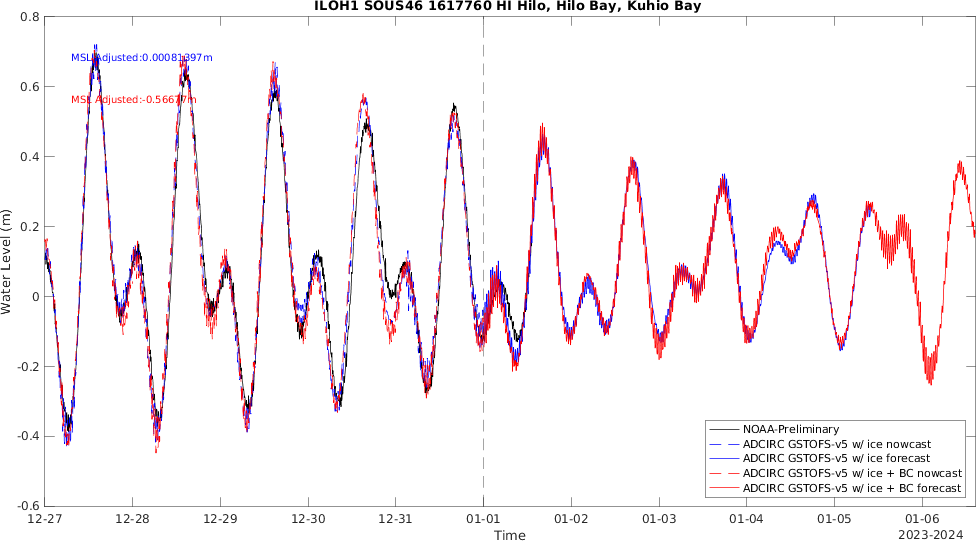 ILOH1 SOUS46 1617760 HI Hilo, Hilo Bay, Kuhio Bay
0.8
0.6
0.4
0.2
0
-0.2
-0.4
-0.6
Water Level (m)
MSL Adjusted:0.00081397m
MSL Adjusted:
NOAA-Preliminary
ADCIRC GSTOFS-v5 w/ ice nowcast
ADCIRC GSTOFS-v5 w/ ice forecast
ADCIRC GSTOFS-v5 w/ ice + BC nowcast
ADCIRC GSTOFS-v5 w/ ice + BC forecast
12-27 12-28 12-29 12-30 12-31 01-01 01-02 01-03 01-04 01-05 01-06
Time
2023-2024